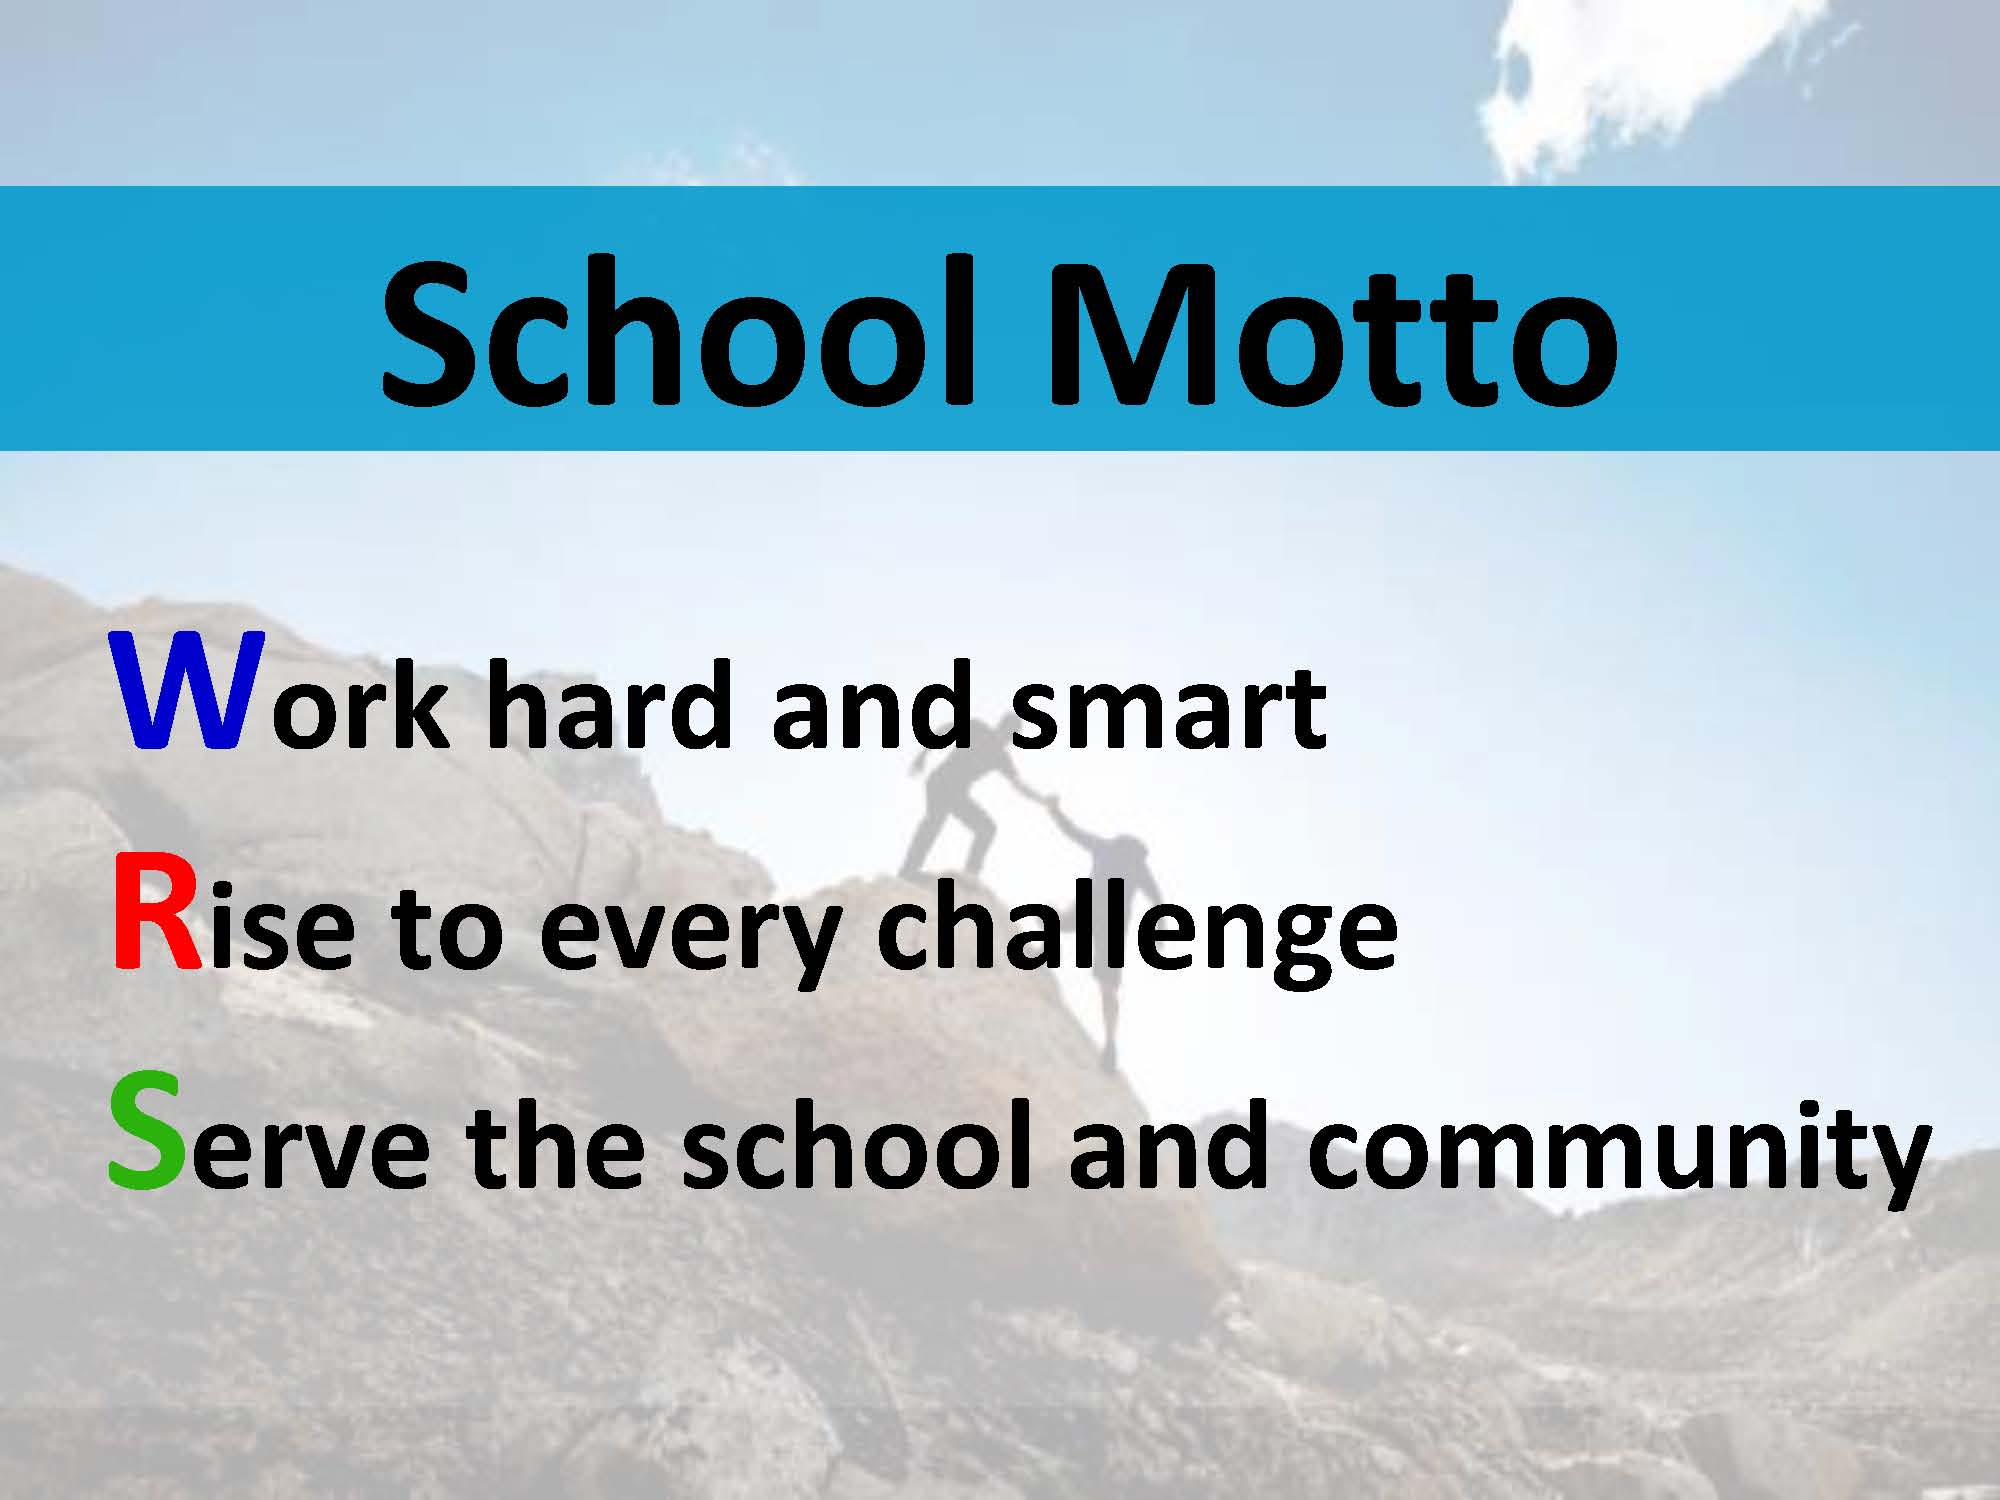 School Motto
Work hard and smart
Rise to every challenge
Serve the school and community